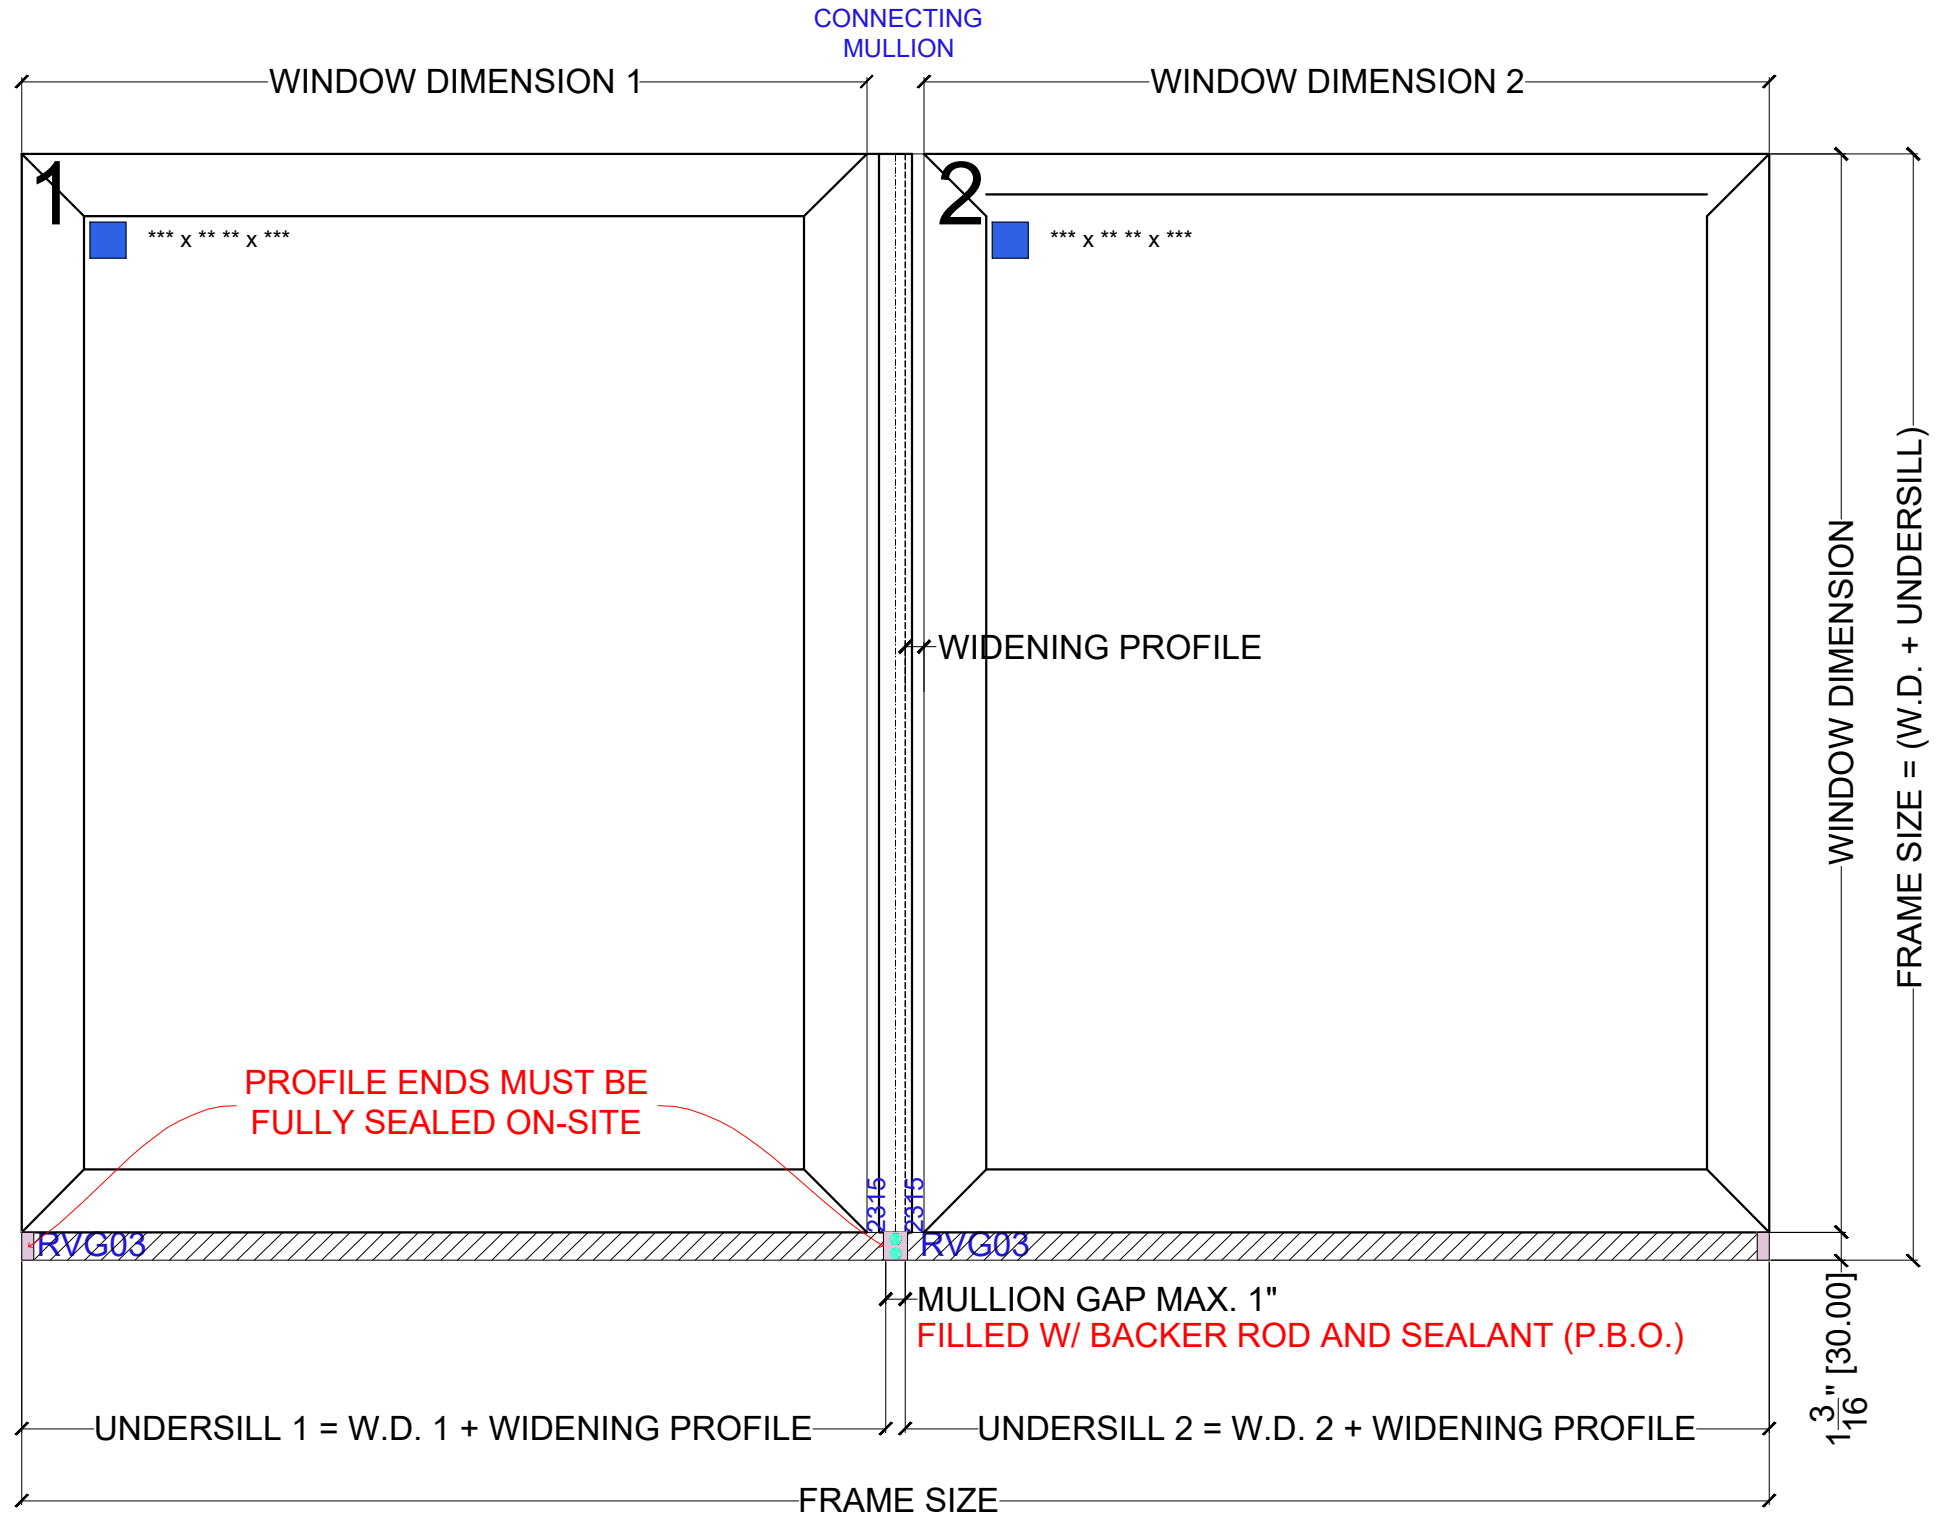 CONNECTING
MULLION
WINDOW DIMENSION 1
WINDOW DIMENSION 2
1
2
*** x ** ** x ***
*** x ** ** x ***
WIDENING PROFILE
WINDOW DIMENSION
FRAME SIZE = (W.D. + UNDERSILL)
PROFILE ENDS MUST BE
FULLY SEALED ON-SITE
2315
2315
RVG03
RVG03
MULLION GAP MAX. 1"
FILLED W/ BACKER ROD AND SEALANT (P.B.O.)
1 3/16" [30.00]
UNDERSILL 1 = W.D. 1 + WIDENING PROFILE
UNDERSILL 2 = W.D. 2 + WIDENING PROFILE
FRAME SIZE